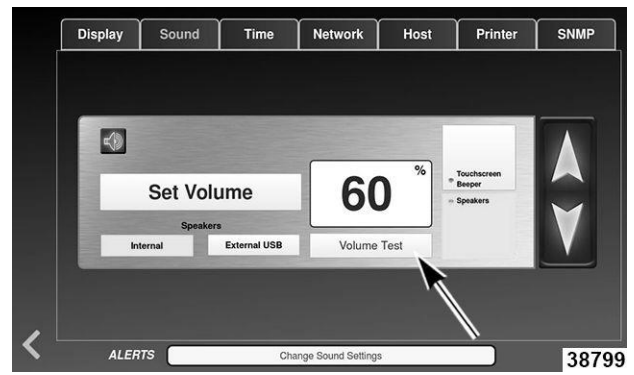 Display Sound Time Network Host Printer SNMP
Set Volume
60 %
Touchscreen
Beeper
Speakers
Speakers
Internal External USB Volume Test
ALERTS Change Sound Settings
38799